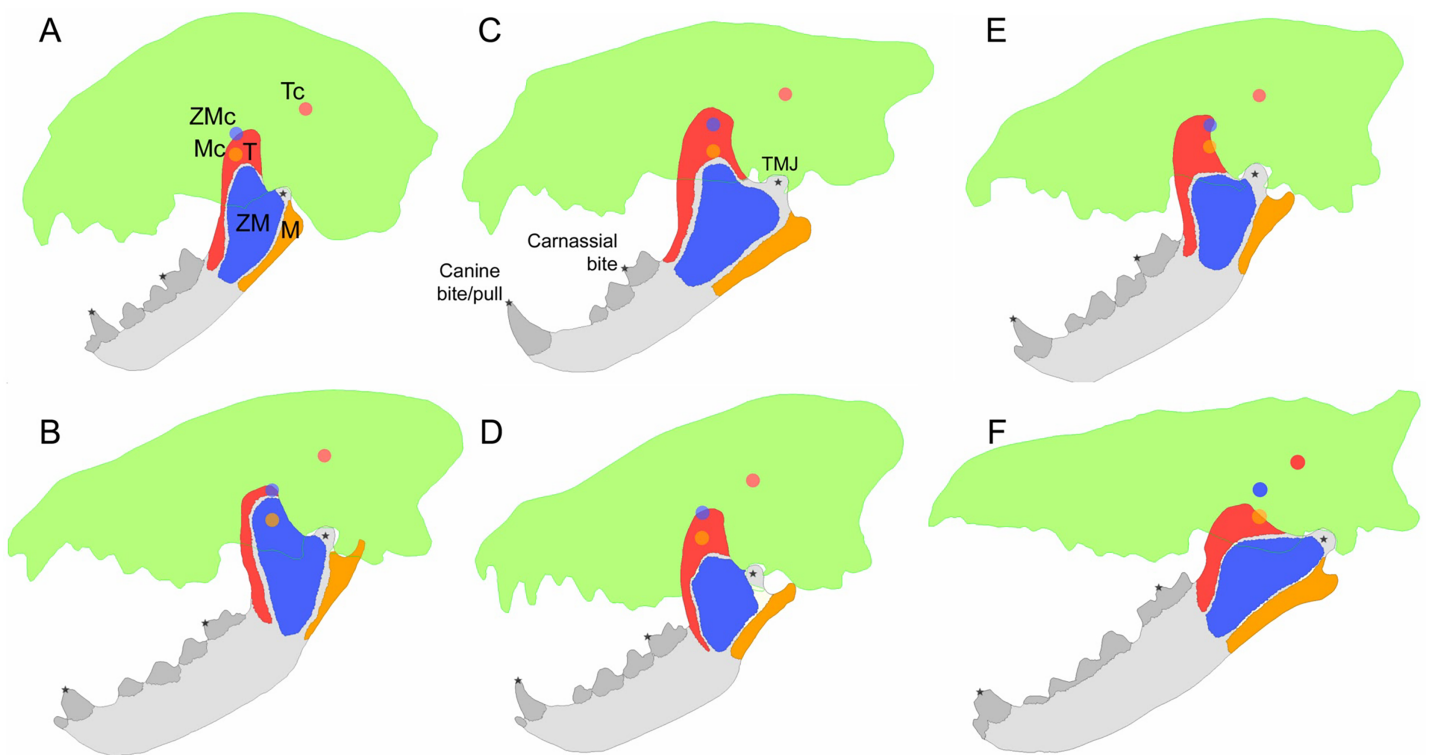 A
Tc
ZMc
Mc
T
ZM
M
C
TMJ
Carnassial
bite
Canine
bite/pull
E
B
D
F